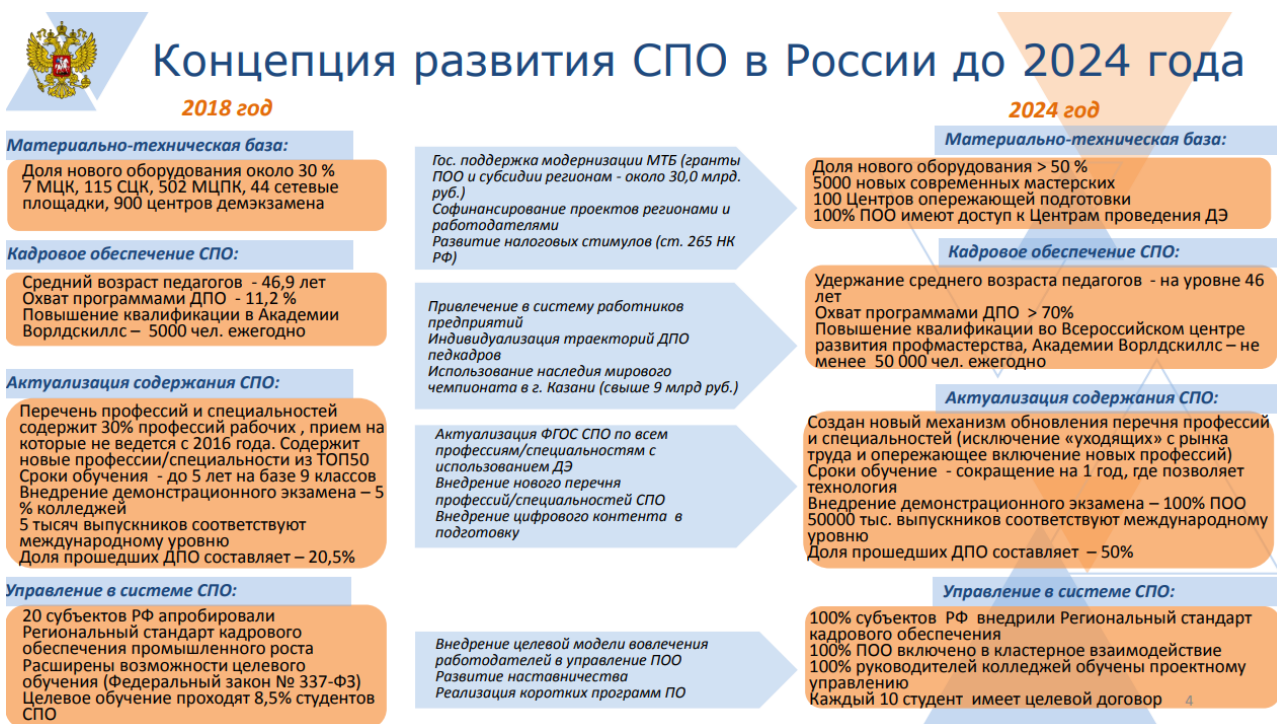 Концепция развития СПО в России до 2024 года
2018 год
Материально-техническая база:
Доля нового оборудования около 30 %
7 МЦК, 115 СЦК, 502 МЦПК, 44 сетевые
площадки, 900 центров демэкзамена
Кадровое обеспечение СПО:
Средний возраст педагогов - 46,9 лет
Охват программами ДПО - 11,2 %
Повышение квалификации в Академии
Ворлдскиллс – 5000 чел. ежегодно
Актуализация содержания СПО:
Перечень профессий и специальностей
содержит 30% профессий рабочих , прием на
которые не ведется с 2016 года. Содержит
новые профессии/специальности из ТОП50
Сроки обучения - до 5 лет на базе 9 классов
Внедрение демонстрационного экзамена – 5
% колледжей
5 тысяч выпускников соответствуют
международному уровню
Доля прошедших ДПО составляет – 20,5%
Управление в системе СПО:
20 субъектов РФ апробировали
Региональный стандарт кадрового
обеспечения промышленного роста
Расширены возможности целевого
обучения (Федеральный закон № 337-ФЗ)
Целевое обучение проходят 8,5% студентов
СПО
Гос. поддержка модернизации МТБ (гранты
ПОО и субсидии регионам - около 30,0 млрд.
руб.)
Софинансирование проектов регионами и
работодателями
Развитие налоговых стимулов (ст. 265 НК
РФ)
Привлечение в систему работников
предприятий
Индивидуализация траекторий ДПО
педкадров
Использование наследия мирового
чемпионата в г. Казани (свыше 9 млрд руб.)
Актуализация ФГОС СПО по всем
профессиям/специальностям с
использованием ДЭ
Внедрение нового перечня
профессий/специальностей СПО
Внедрение цифрового контента в
подготовку
Внедрение целевой модели вовлечения
работодателей в управление ПОО
Развитие наставничества
Реализация коротких программ ПО
2024 год
Материально-техническая база:
Доля нового оборудования > 50 %
5000 новых современных мастерских
100 Центров опережающей подготовки
100% ПОО имеют доступ к Центрам проведения ДЭ
Кадровое обеспечение СПО:
Удержание среднего возраста педагогов - на уровне 46
лет
Охват программами ДПО > 70%
Повышение квалификации во Всероссийском центре
развития профмастерства, Академии Ворлдскиллс – не
менее 50 000 чел. ежегодно
Актуализация содержания СПО:
Создан новый механизм обновления перечня профессий
и специальностей (исключение «уходящих» с рынка
труда и опережающее включение новых профессий)
Сроки обучение - сокращение на 1 год, где позволяет
технология
Внедрение демонстрационного экзамена – 100% ПОО
50000 тыс. выпускников соответствуют международному
уровню
Доля прошедших ДПО составляет – 50%
Управление в системе СПО:
100% субъектов РФ внедрили Региональный стандарт
кадрового обеспечения
100% ПОО включено в кластерное взаимодействие
100% руководителей колледжей обучены проектному
управлению
Каждый 10 студент имеет целевой договор
4